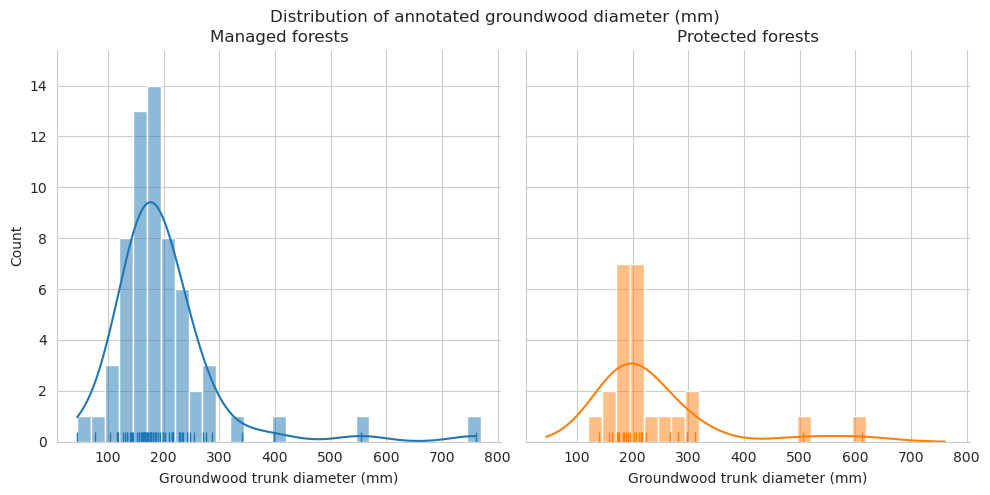 Distribution of annotated groundwood diameter (mm)
Managed forests
Protected forests
14
12
10
8
6
4
2
0
Count
100 200 300 400 500 600 700 800
100 200 300 400 500 600 700 800
Groundwood trunk diameter (mm)
Groundwood trunk diameter (mm)